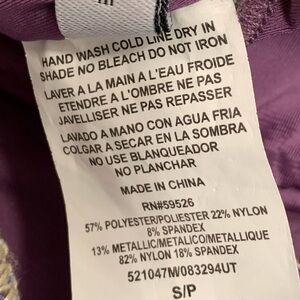 HAND WASH COLD LINE DRY IN
SHADE NO BLEACH DO NOT IRON
LAVER A LA MAIN A L'EAU FROIDE
ETENDRE A L'OMBRE NE PAS
JAVELLISER NE PAS REPASSER
LAVADO A MANO CON AGUA FRIA
COLGAR A SECAR EN LA SOMBRA
NO USE BLANQUEADOR
NO PLANCHAR
MADE IN CHINA
RN#59526
57% POLYESTER/POLIESTER 22% NYLON
8% SPANDEX
13% METALLIC/METALICO/METALLIQUE
82% NYLON 18% SPANDEX
521047M/083294UT
S/P